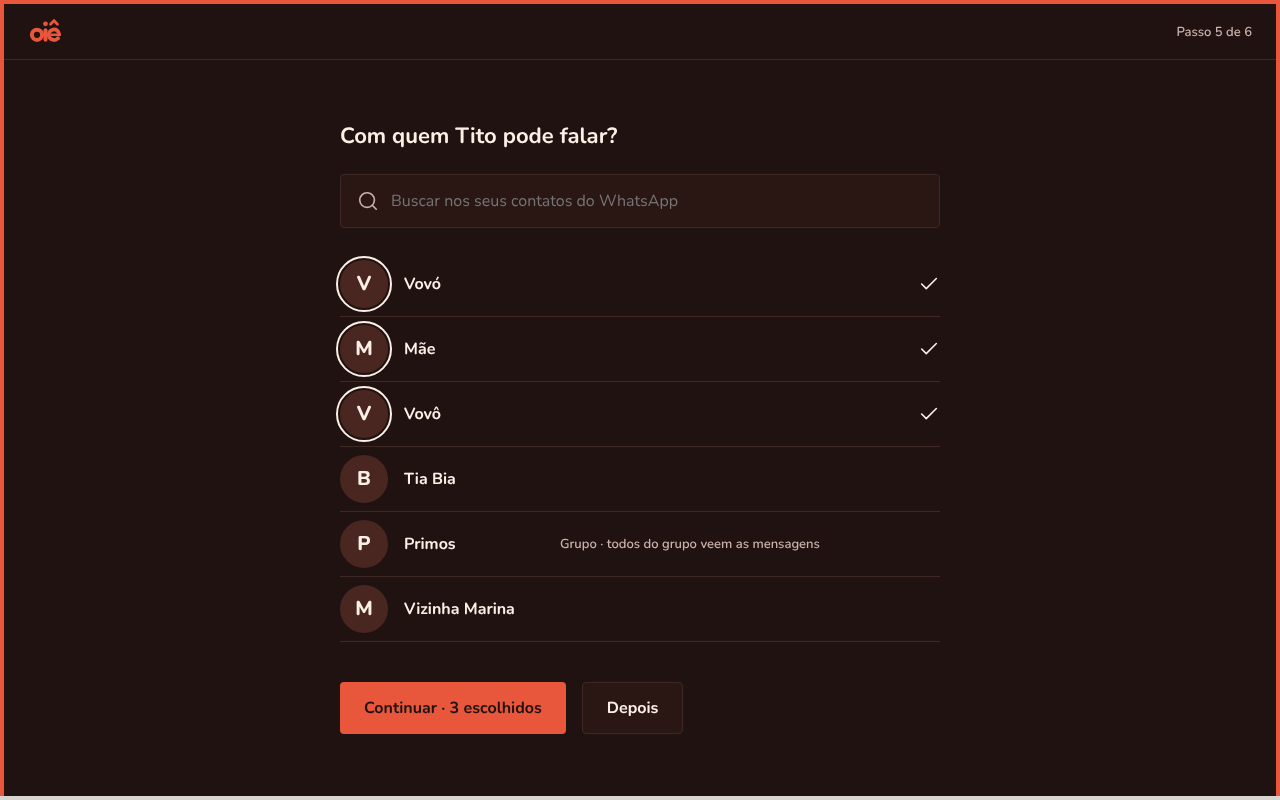 oiê
Passo 5 de 6
Com quem Tito pode falar?
Buscar nos seus contatos do WhatsApp
V Vovó
M Mãe
V Vovô
B Tia Bia
P Primos Grupo · todos do grupo veem as mensagens
M Vizinha Marina
Continuar · 3 escolhidos
Depois